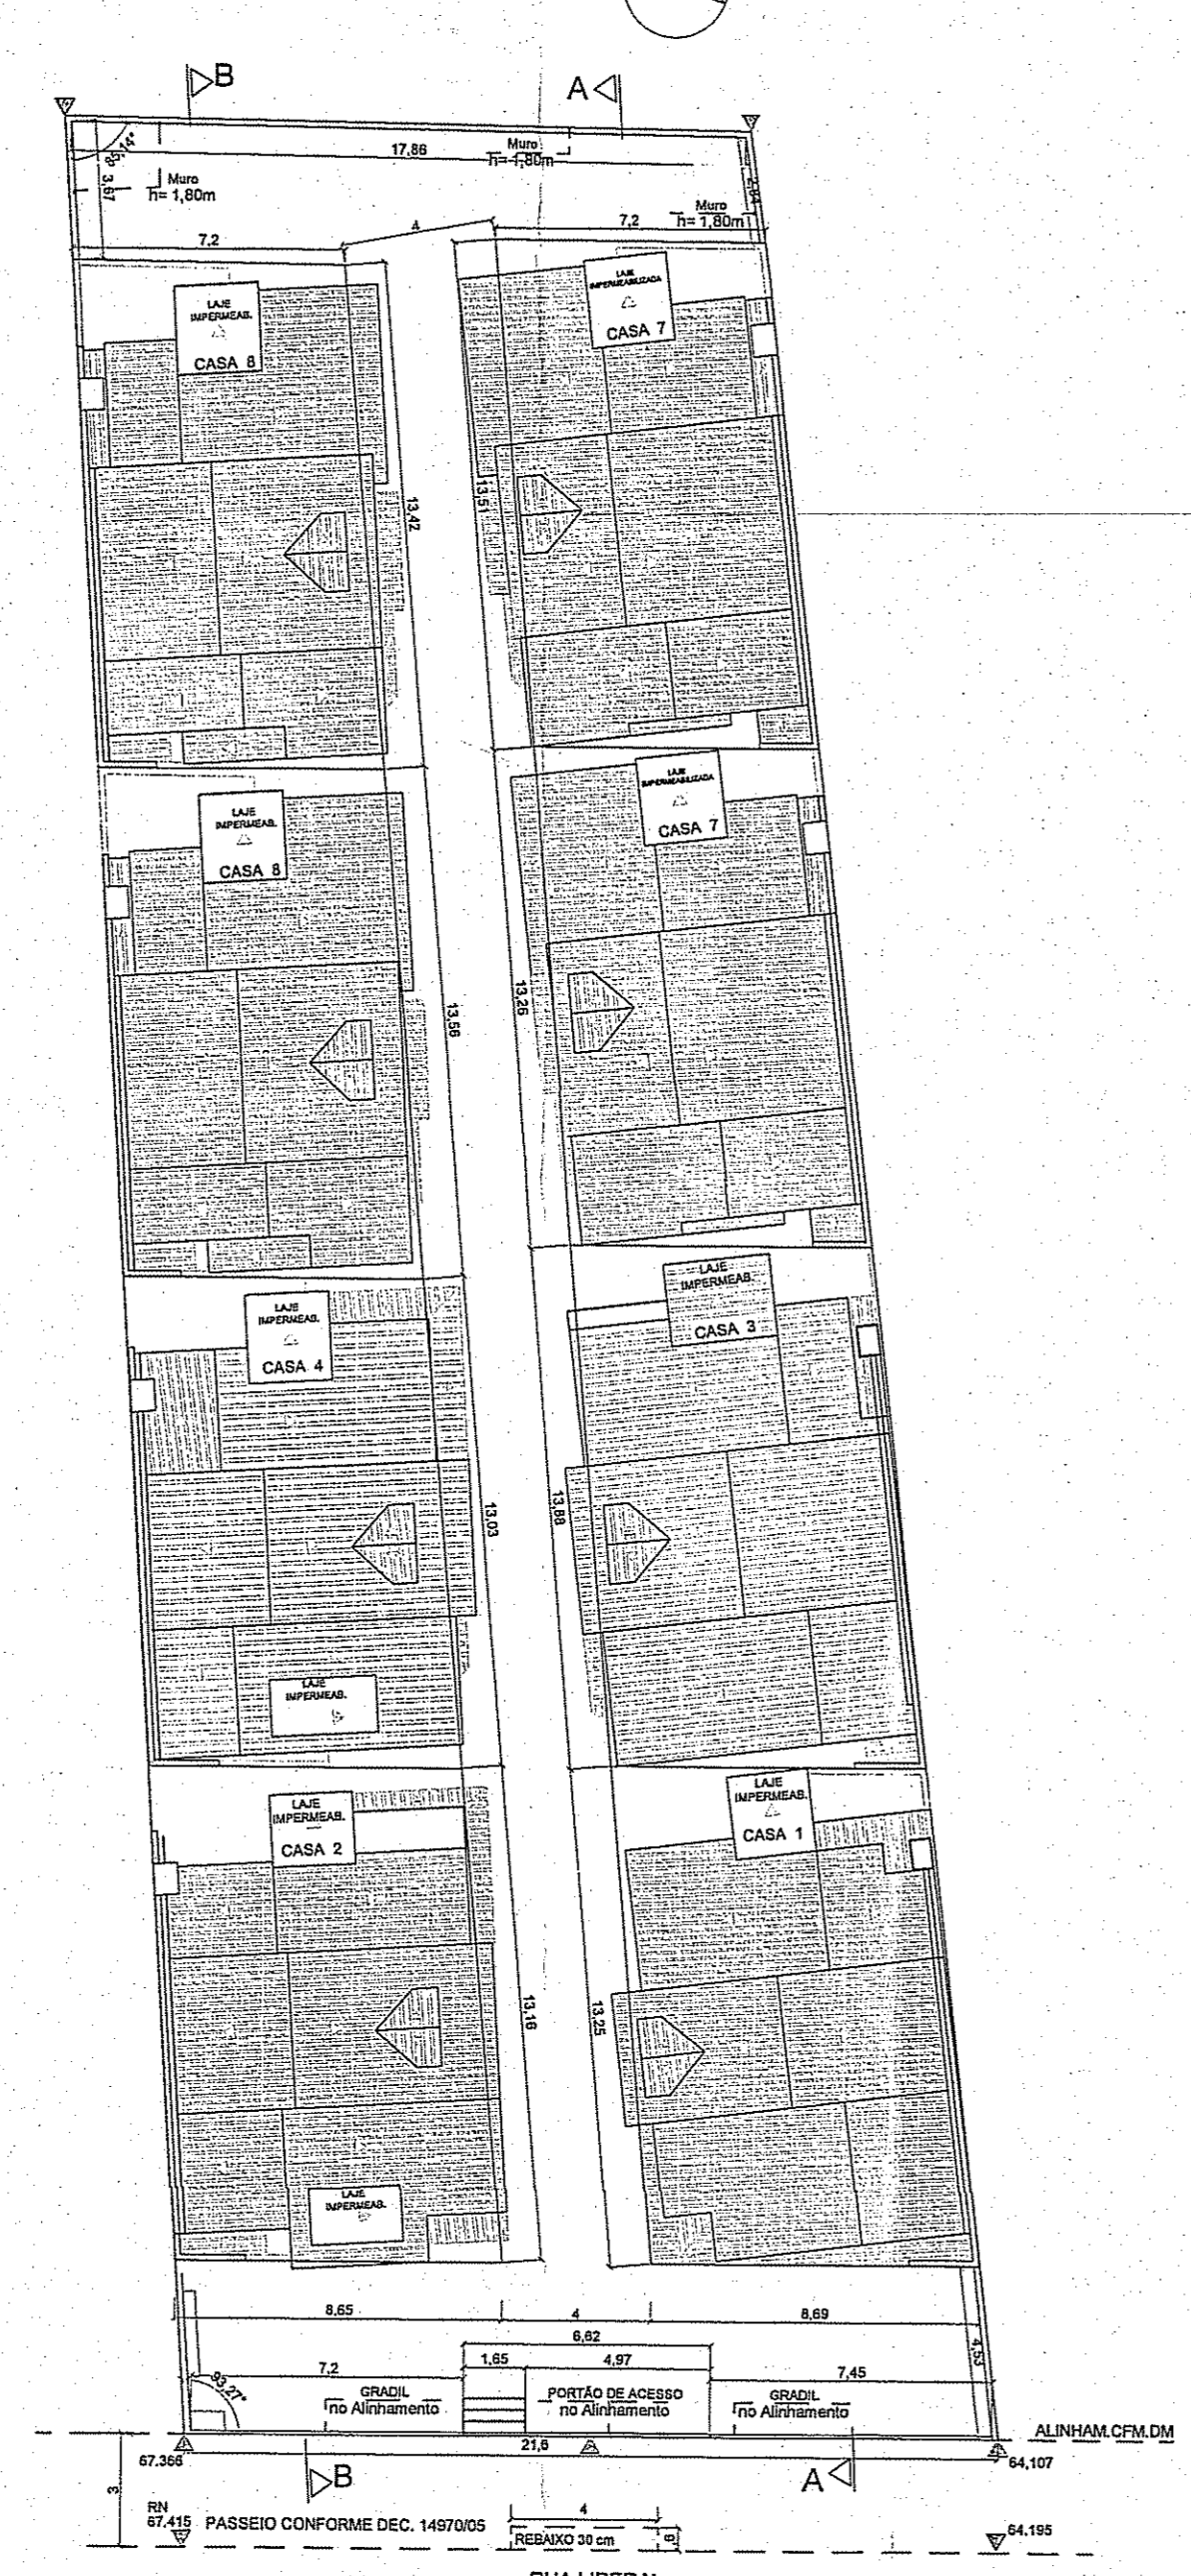 B
A
17,86
Muro
h= 1,80m
85,14°
3,67
Muro
h= 1,80m
2,84
Muro
h= 1,80m
7,2
4
7,2
LAJE
IMPERMEAB.
CASA 8
LAJE
IMPERMEABILIZADA
CASA 7
13,42
13,51
LAJE
IMPERMEAB.
CASA 8
LAJE
IMPERMEABILIZADA
CASA 7
13,56
13,26
LAJE
IMPERMEAB.
CASA 4
LAJE
IMPERMEAB.
CASA 3
13,03
13,88
LAJE
IMPERMEAB.
LAJE
IMPERMEAB.
CASA 2
LAJE
IMPERMEAB.
CASA 1
13,16
13,25
LAJE
IMPERMEAB.
8,65
4
8,69
6,62
1,65
4,97
7,2
7,45
4,53
93,27°
GRADIL
no Alinhamento
PORTÃO DE ACESSO
no Alinhamento
GRADIL
no Alinhamento
ALINHAM.CFM.DM
67.366
21,6
64,107
B
A
3
RN
67.415
PASSEIO CONFORME DEC. 14970/05
4
REBAIXO 30 cm
64,195